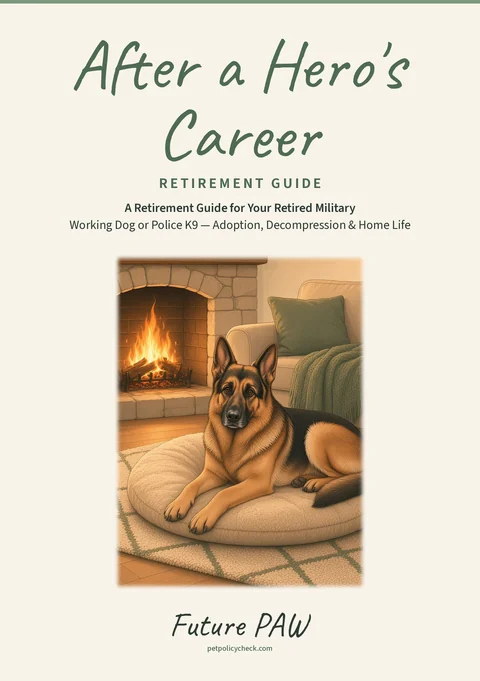 After a Hero's
Career
RETIREMENT GUIDE
A Retirement Guide for Your Retired Military
Working Dog or Police K9 — Adoption, Decompression & Home Life
Future PAW
petpolicycheck.com